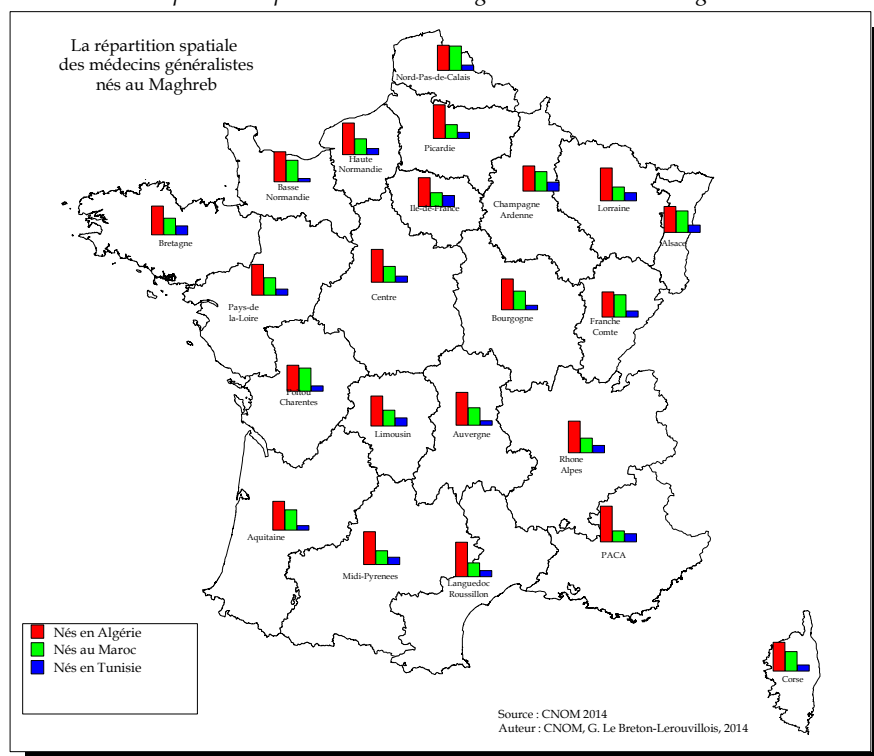 La répartition spatiale
des médecins généralistes
nés au Maghreb
Nord-Pas-de-Calais
Picardie
Haute
Normandie
Basse
Normandie
Ile-de-France
Champagne
Ardenne
Lorraine
Alsace
Bretagne
Pays-de
la-Loire
Centre
Bourgogne
Franche
Comte
Poitou
Charentes
Limousin
Auvergne
Rhone
Alpes
Aquitaine
Midi-Pyrenees
Languedoc
Roussillon
PACA
Corse
Nés en Algérie
Nés au Maroc
Nés en Tunisie
Source : CNOM 2014
Auteur : CNOM, G. Le Breton-Lerouvillois, 2014